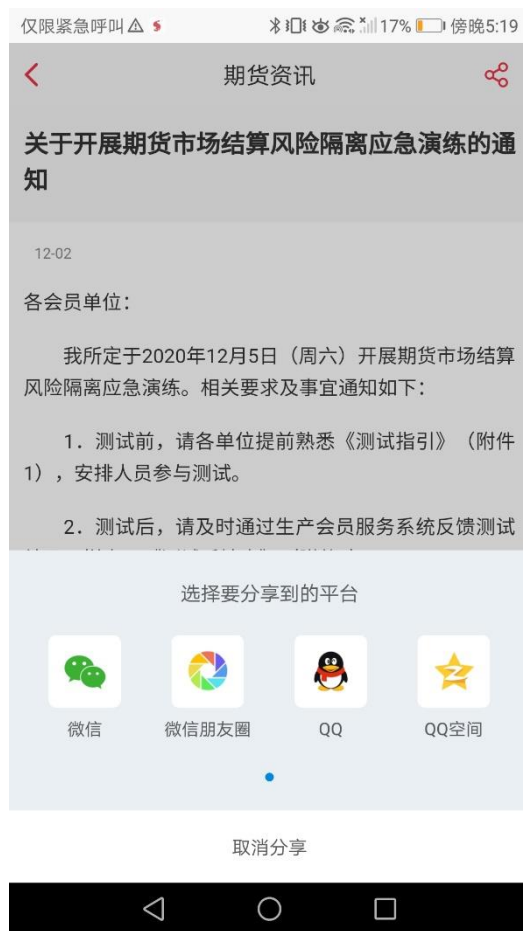 仅限紧急呼叫 17% 傍晚5:19
期货资讯
关于开展期货市场结算风险隔离应急演练的通
知
12-02
各会员单位：
我所定于2020年12月5日（周六）开展期货市场结算
风险隔离应急演练。相关要求及事宜通知如下：
1．测试前，请各单位提前熟悉《测试指引》（附件
1），安排人员参与测试。
2．测试后，请及时通过生产会员服务系统反馈测试
选择要分享到的平台
微信 微信朋友圈 QQ QQ空间
取消分享